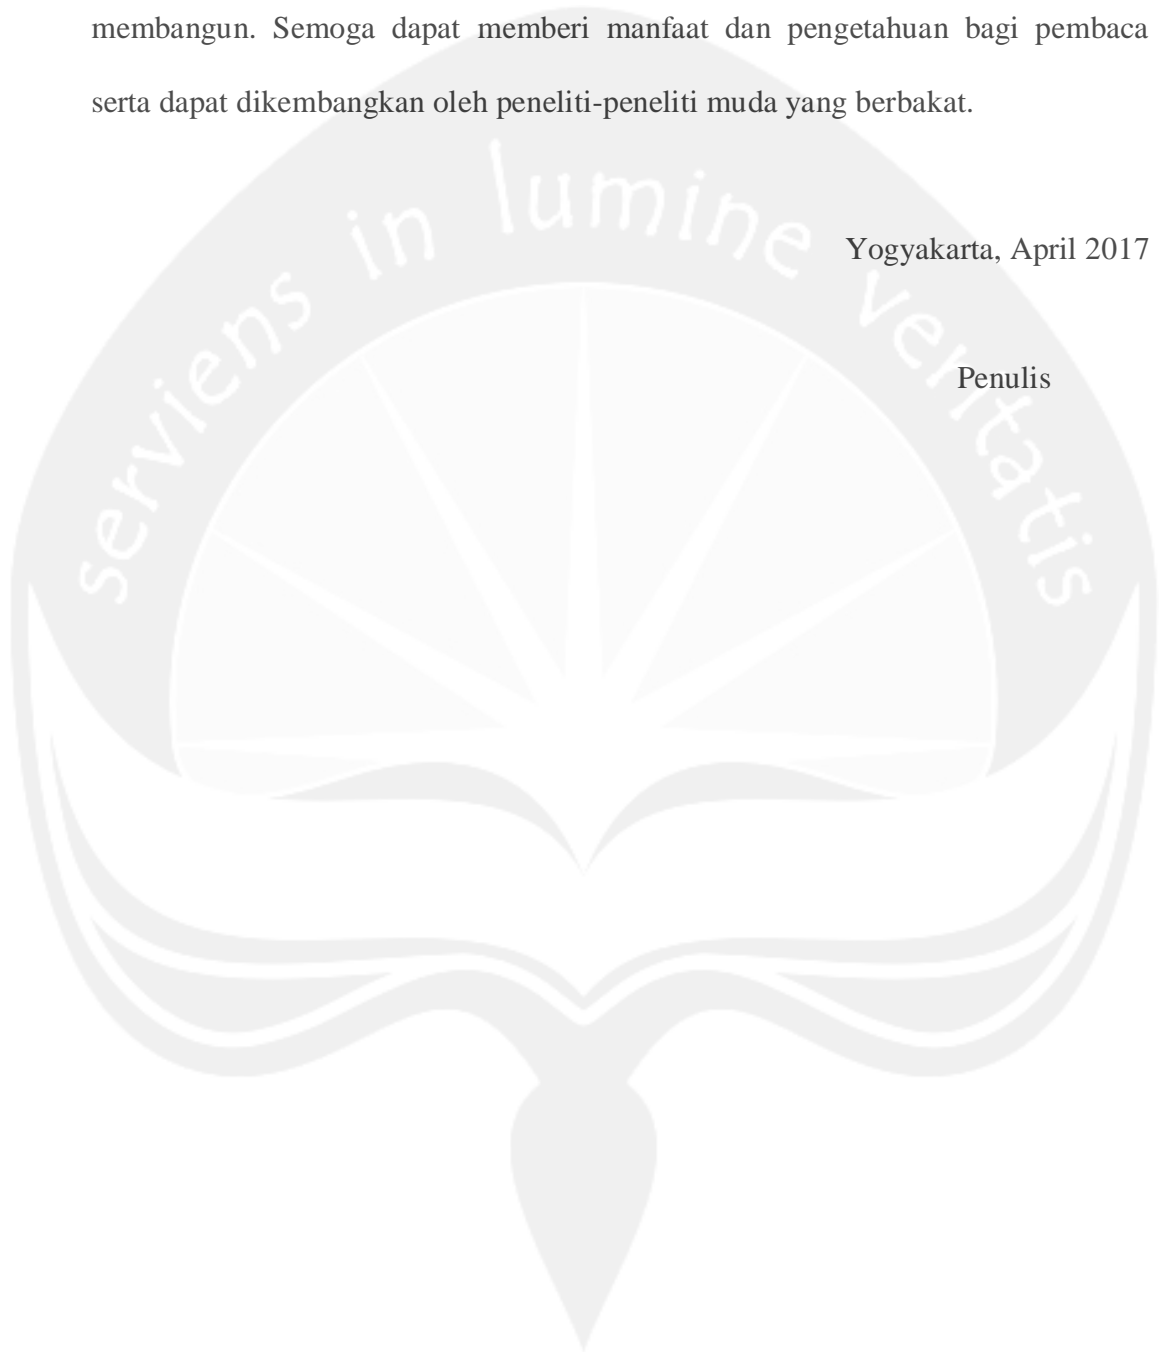 membangun. Semoga dapat memberi manfaat dan pengetahuan bagi pembaca
serta dapat dikembangkan oleh peneliti-peneliti muda yang berbakat.
serviens in lumine veritatis
Yogyakarta, April 2017
Penulis